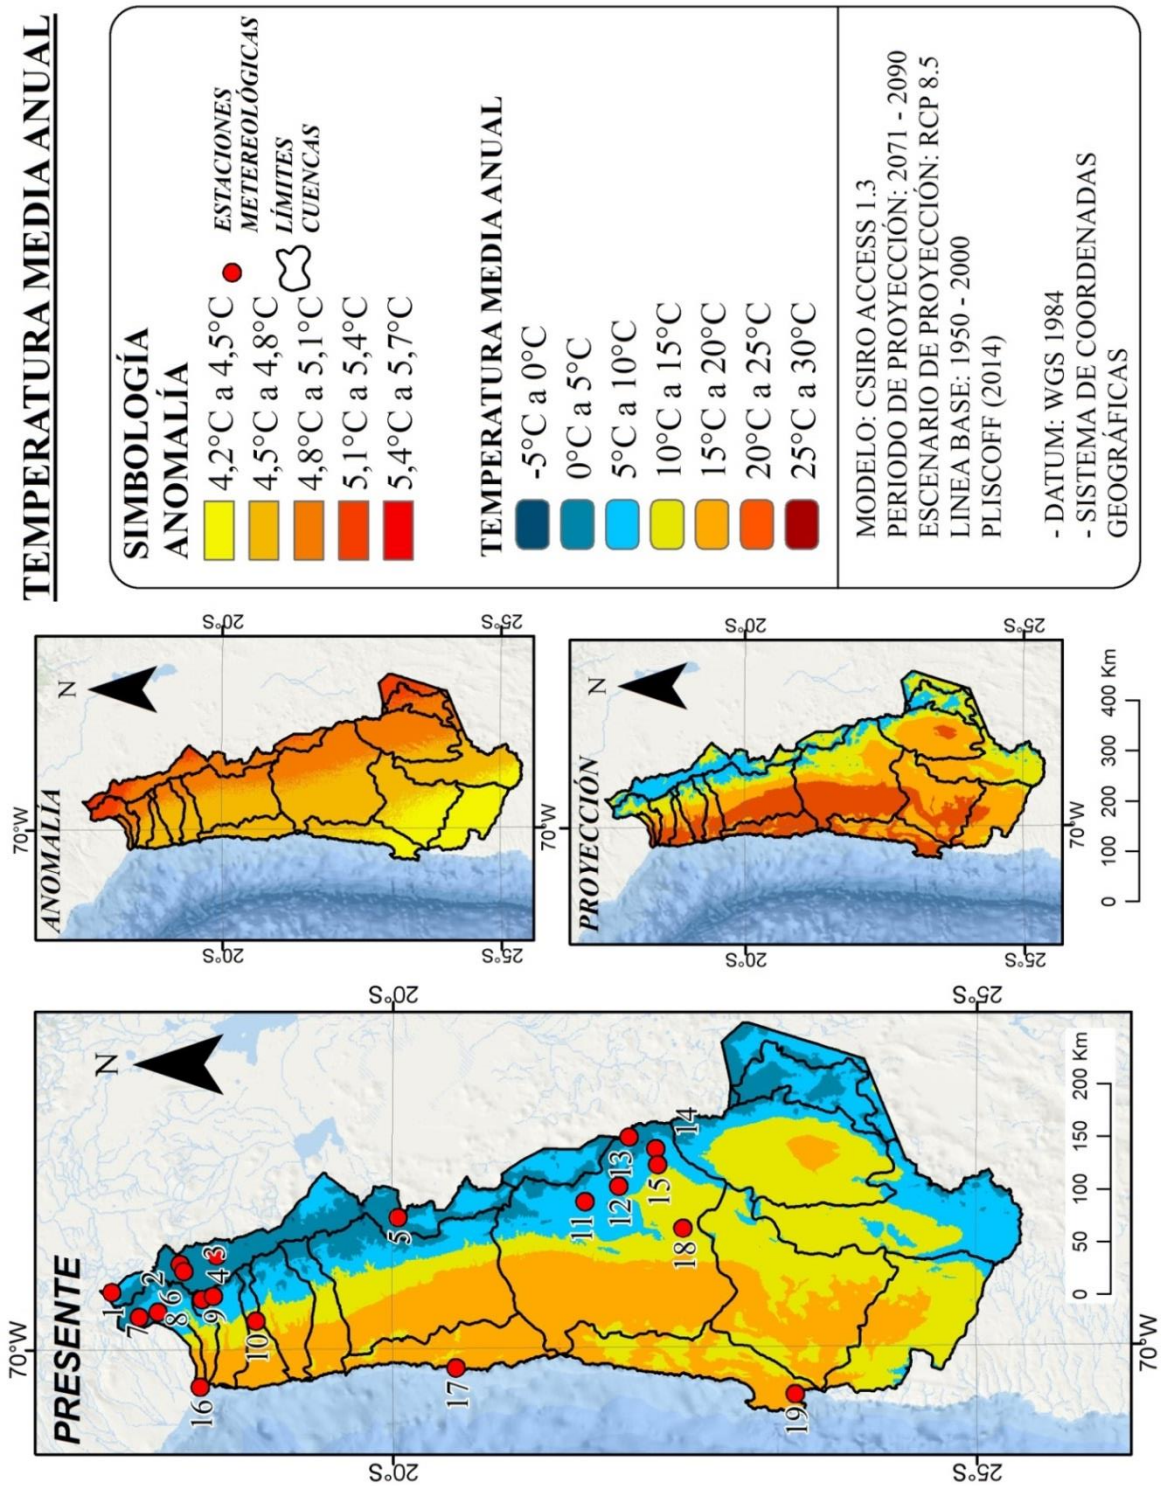 TEMPERATURA MEDIA ANUAL
PRESENTE
70°W
N
20°S
20°S
25°S
25°S
70°W
1
2
3
4
5
6
7
8
9
10
11
12
13
14
15
16
17
18
19
0 50 100 150 200 Km
ANOMALÍA
70°W
N
20°S
20°S
25°S
25°S
70°W
PROYECCIÓN
N
20°S
20°S
25°S
25°S
70°W
0 100 200 300 400 Km
SIMBOLOGÍA
ANOMALÍA
4,2°C a 4,5°C
4,5°C a 4,8°C
4,8°C a 5,1°C
5,1°C a 5,4°C
5,4°C a 5,7°C
ESTACIONES
METEREOLÓGICAS
LÍMITES
CUENCAS
TEMPERATURA MEDIA ANUAL
-5°C a 0°C
0°C a 5°C
5°C a 10°C
10°C a 15°C
15°C a 20°C
20°C a 25°C
25°C a 30°C
MODELO: CSIRO ACCESS 1.3
PERIODO DE PROYECCIÓN: 2071 - 2090
ESCENARIO DE PROYECCIÓN: RCP 8.5
LINEA BASE: 1950 - 2000
PLISCOFF (2014)
- DATUM: WGS 1984
- SISTEMA DE COORDENADAS
GEOGRÁFICAS